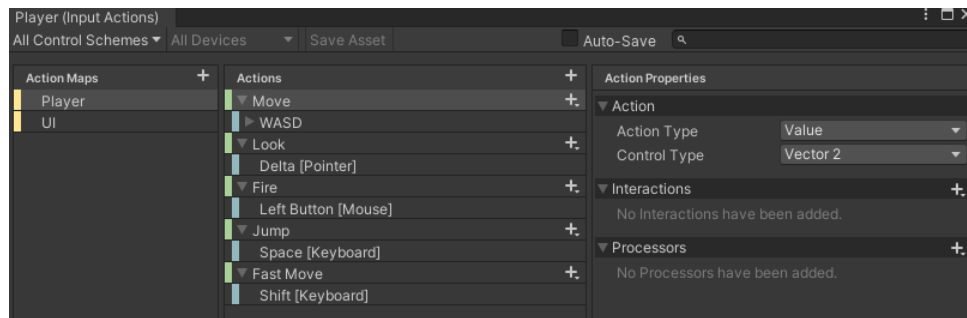 Player (Input Actions)
All Control Schemes All Devices Save Asset Auto-Save
Action Maps
Player
UI
Actions
Move
WASD
Look
Delta [Pointer]
Fire
Left Button [Mouse]
Jump
Space [Keyboard]
Fast Move
Shift [Keyboard]
Action Properties
Action
Action Type Value
Control Type Vector 2
Interactions
No Interactions have been added.
Processors
No Processors have been added.